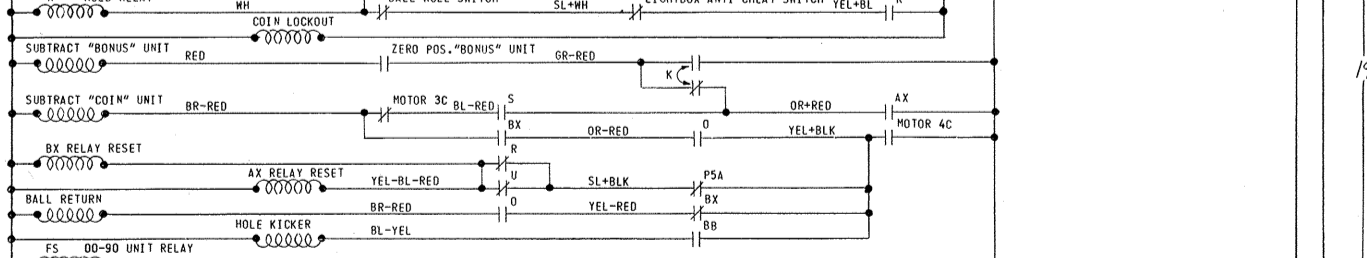 WH SL+WH YEL+BL
COIN LOCKOUT
SUBTRACT "BONUS" UNIT
RED
ZERO POS."BONUS" UNIT
GR-RED
K
SUBTRACT "COIN" UNIT
BR-RED
MOTOR 3C
BL-RED
S
OR+RED
AX
BX
OR-RED
O
YEL+BLK
MOTOR 4C
BX RELAY RESET
R
AX RELAY RESET
YEL-BL-RED
U
SL+BLK
P5A
BALL RETURN
BR-RED
O
YEL-RED
BX
HOLE KICKER
BL-YEL
BB
FS 00-90 UNIT RELAY